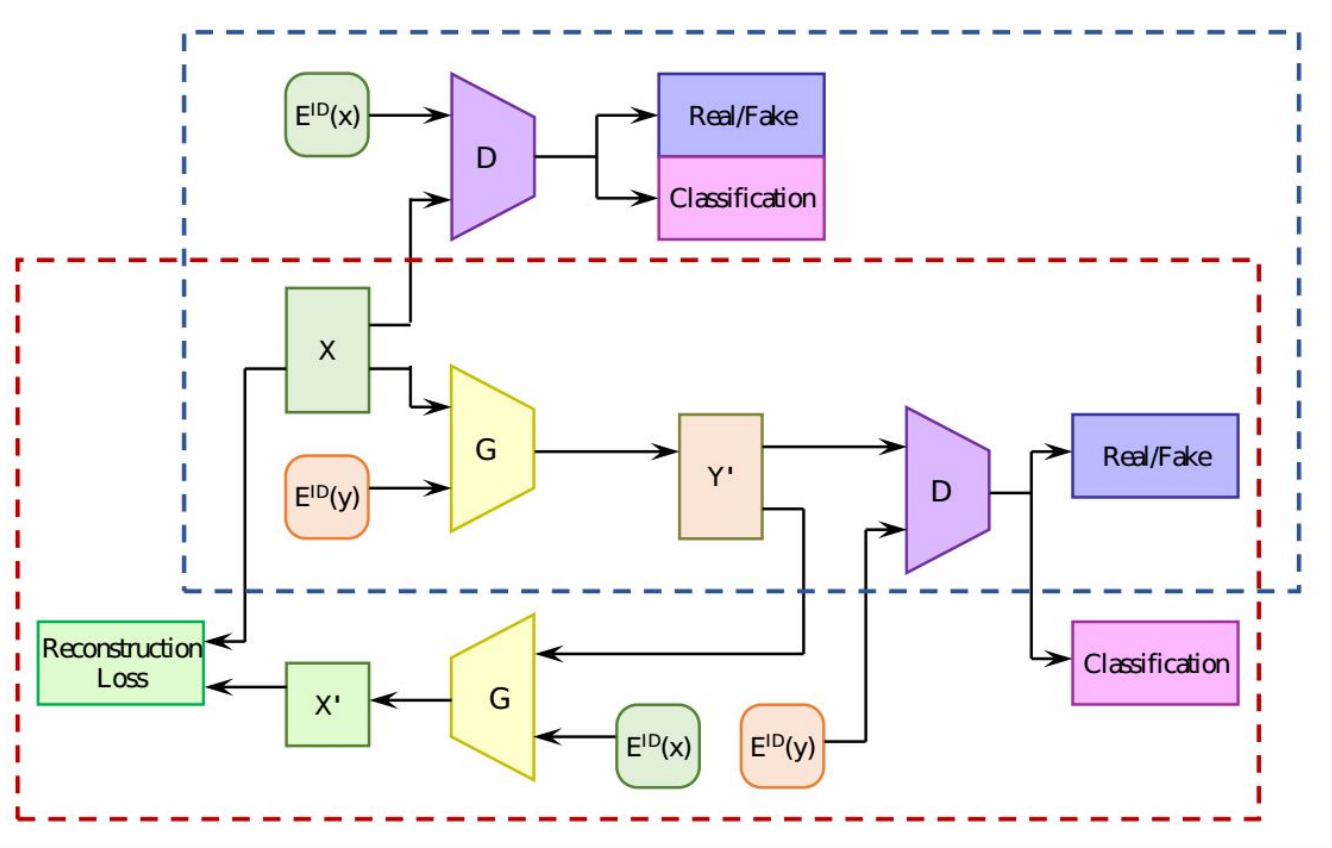 E^ID(x)
D
Real/Fake
Classification
X
G
E^ID(y)
Y'
D
Real/Fake
Reconstruction
Loss
X'
G
E^ID(x)
E^ID(y)
Classification